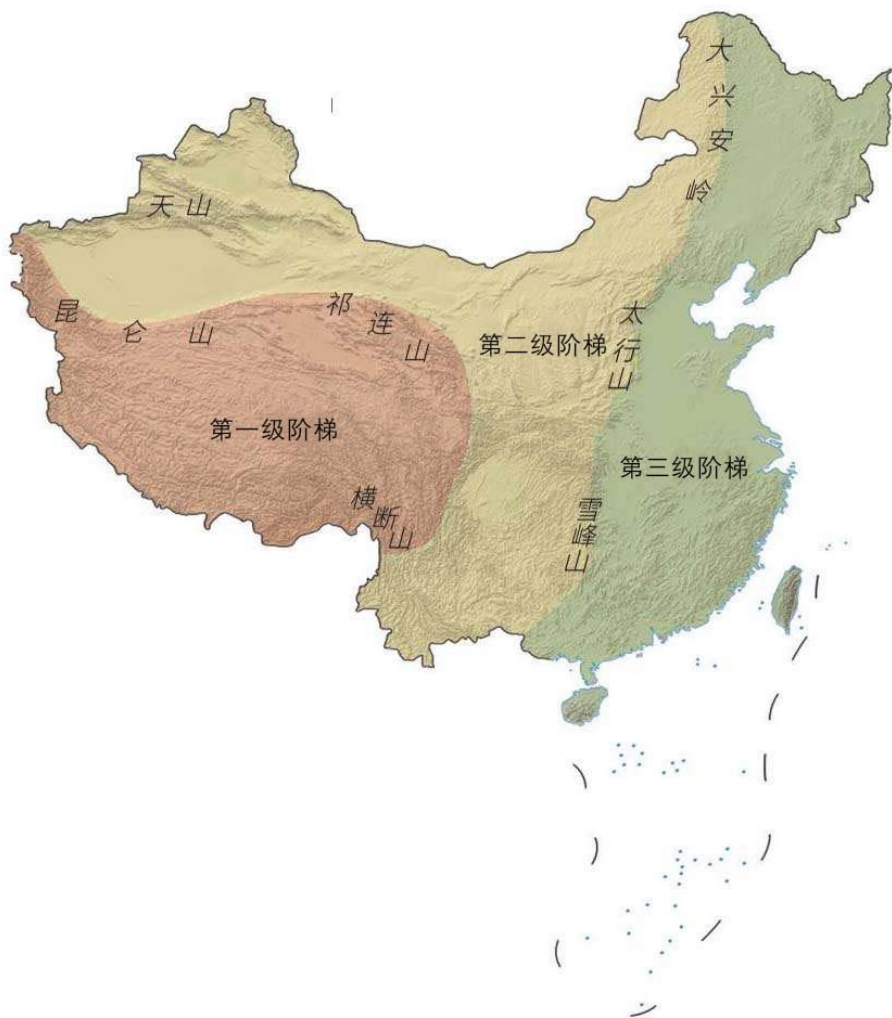 大兴安岭
天山
昆仑山
祁连山
太行山
第二级阶梯
第一级阶梯
第三级阶梯
横断山
雪峰山